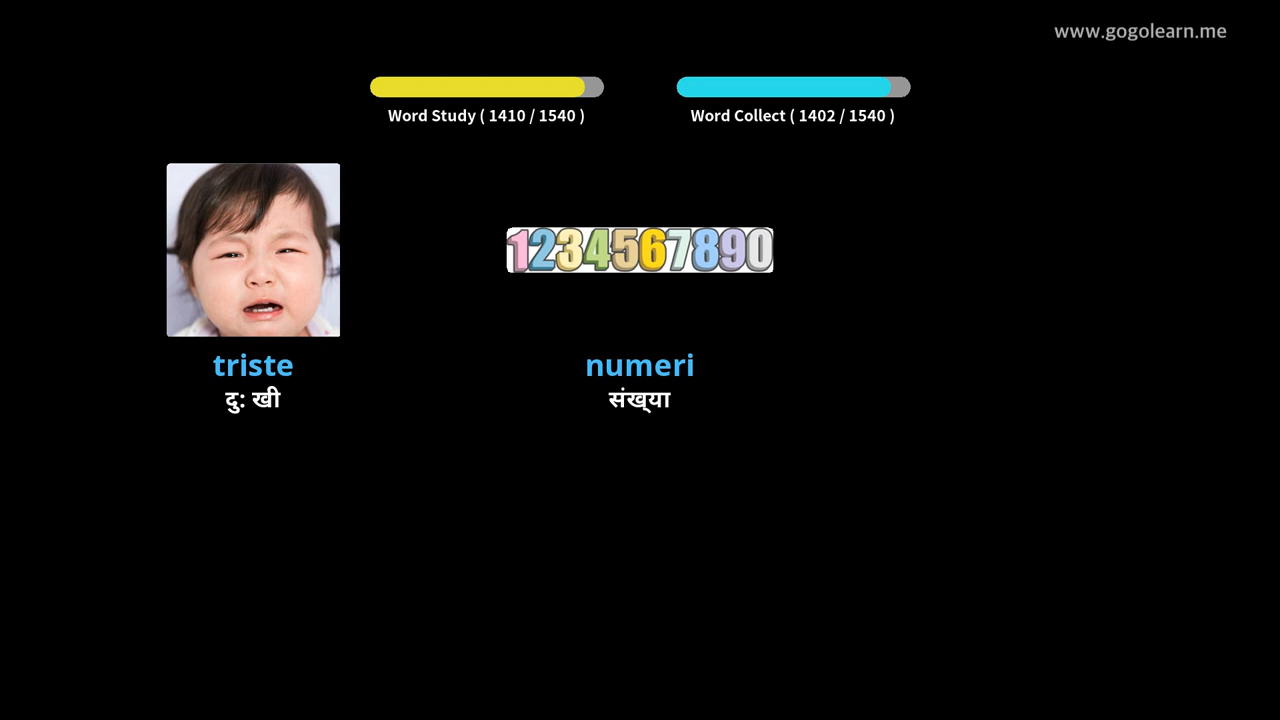 www.gogolearn.me
Word Study ( 1410 / 1540 )
Word Collect ( 1402 / 1540 )
1234567890
triste
numeri
दु: खी
संख्या